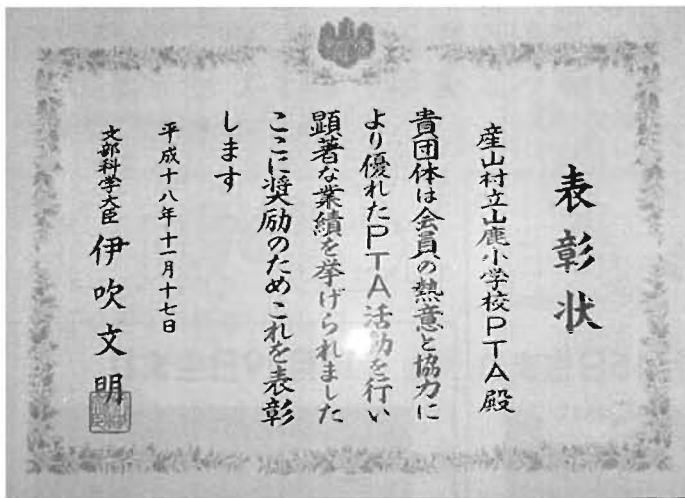 表彰状
産山村立山鹿小学校PTA殿
貴団体は会員の熱意と協力に
より優れたPTA活動を行い
顕著な業績を挙げられました
ここに奨励のためこれを表彰
します
平成十八年十一月十七日
文部科学大臣 伊吹文明